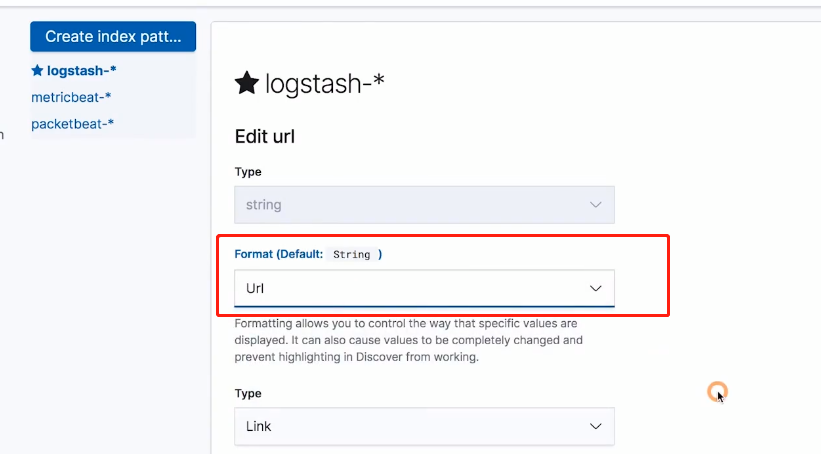 Create index patt...
logstash-*
metricbeat-*
packetbeat-*
n
logstash-*
Edit url
Type
string
Format (Default: String )
Url
Formatting allows you to control the way that specific values are
displayed. It can also cause values to be completely changed and
prevent highlighting in Discover from working.
Type
Link